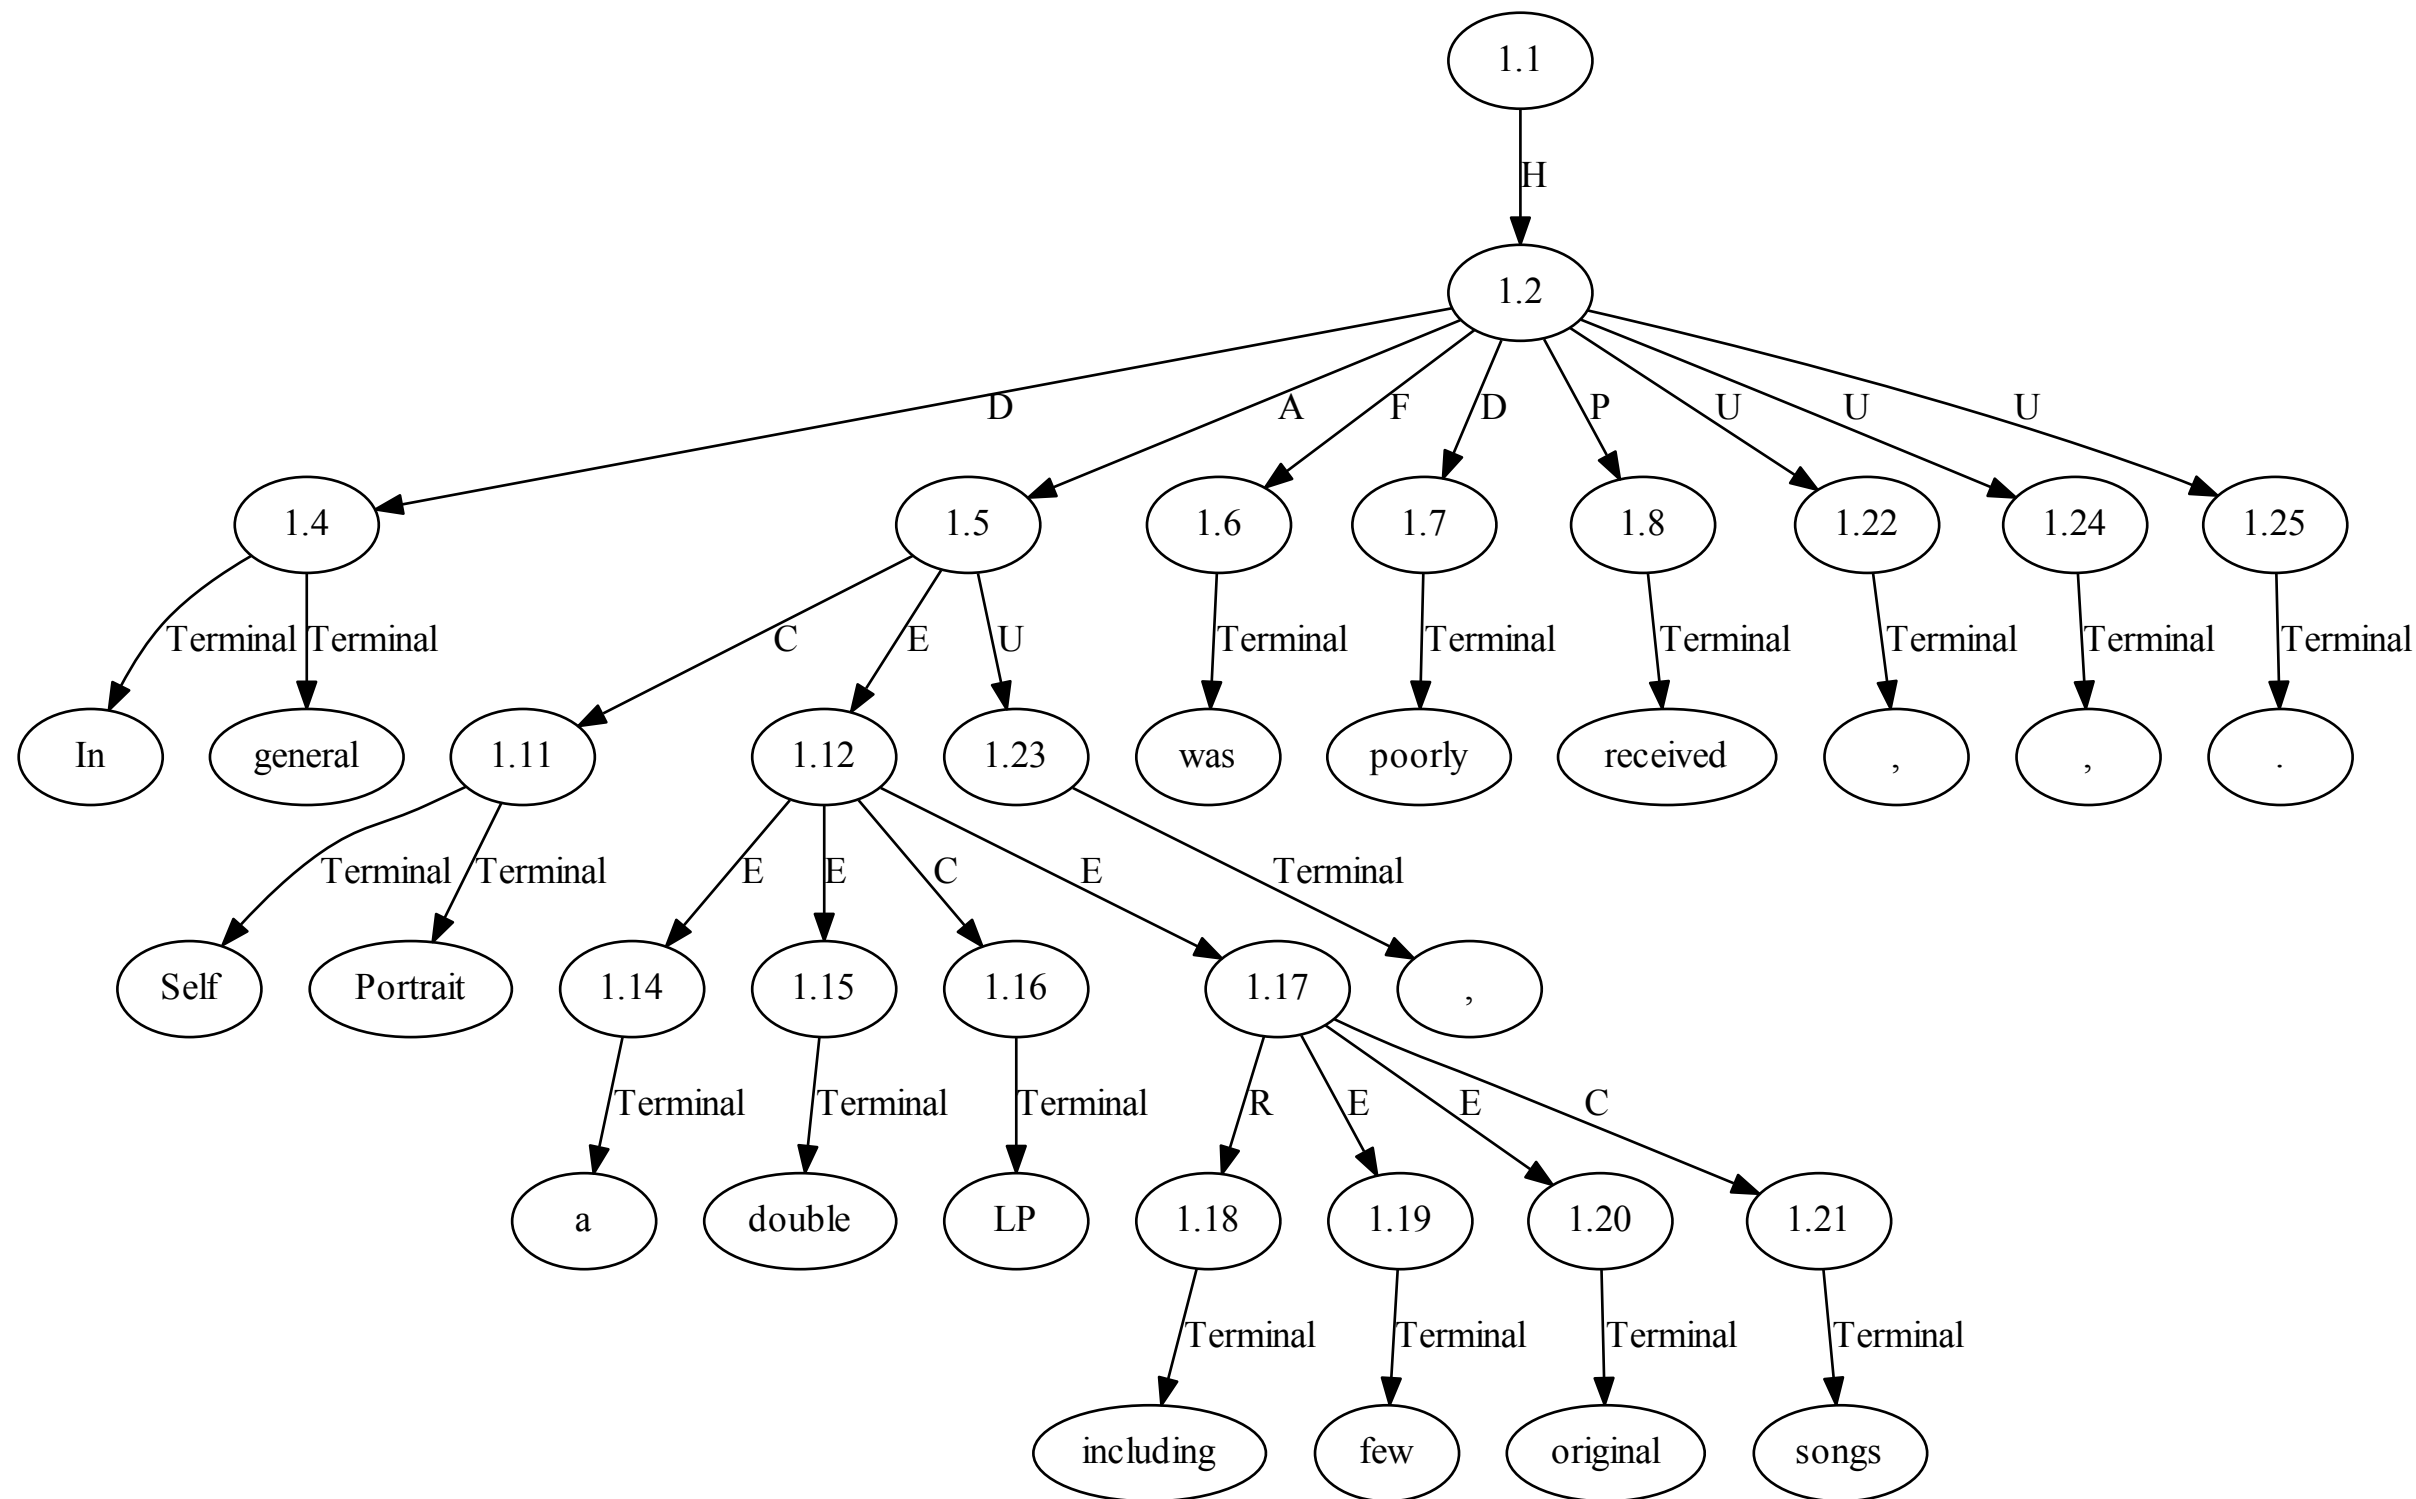 1.1
H
1.2
D A F D P U U U
1.4 1.5 1.6 1.7 1.8 1.22 1.24 1.25
Terminal Terminal C E U Terminal Terminal Terminal Terminal Terminal Terminal
In general 1.11 1.12 1.23 was poorly received , , .
Terminal Terminal E E C E Terminal
Self Portrait 1.14 1.15 1.16 1.17 ,
Terminal Terminal Terminal R E E C
a double LP 1.18 1.19 1.20 1.21
Terminal Terminal Terminal Terminal
including few original songs